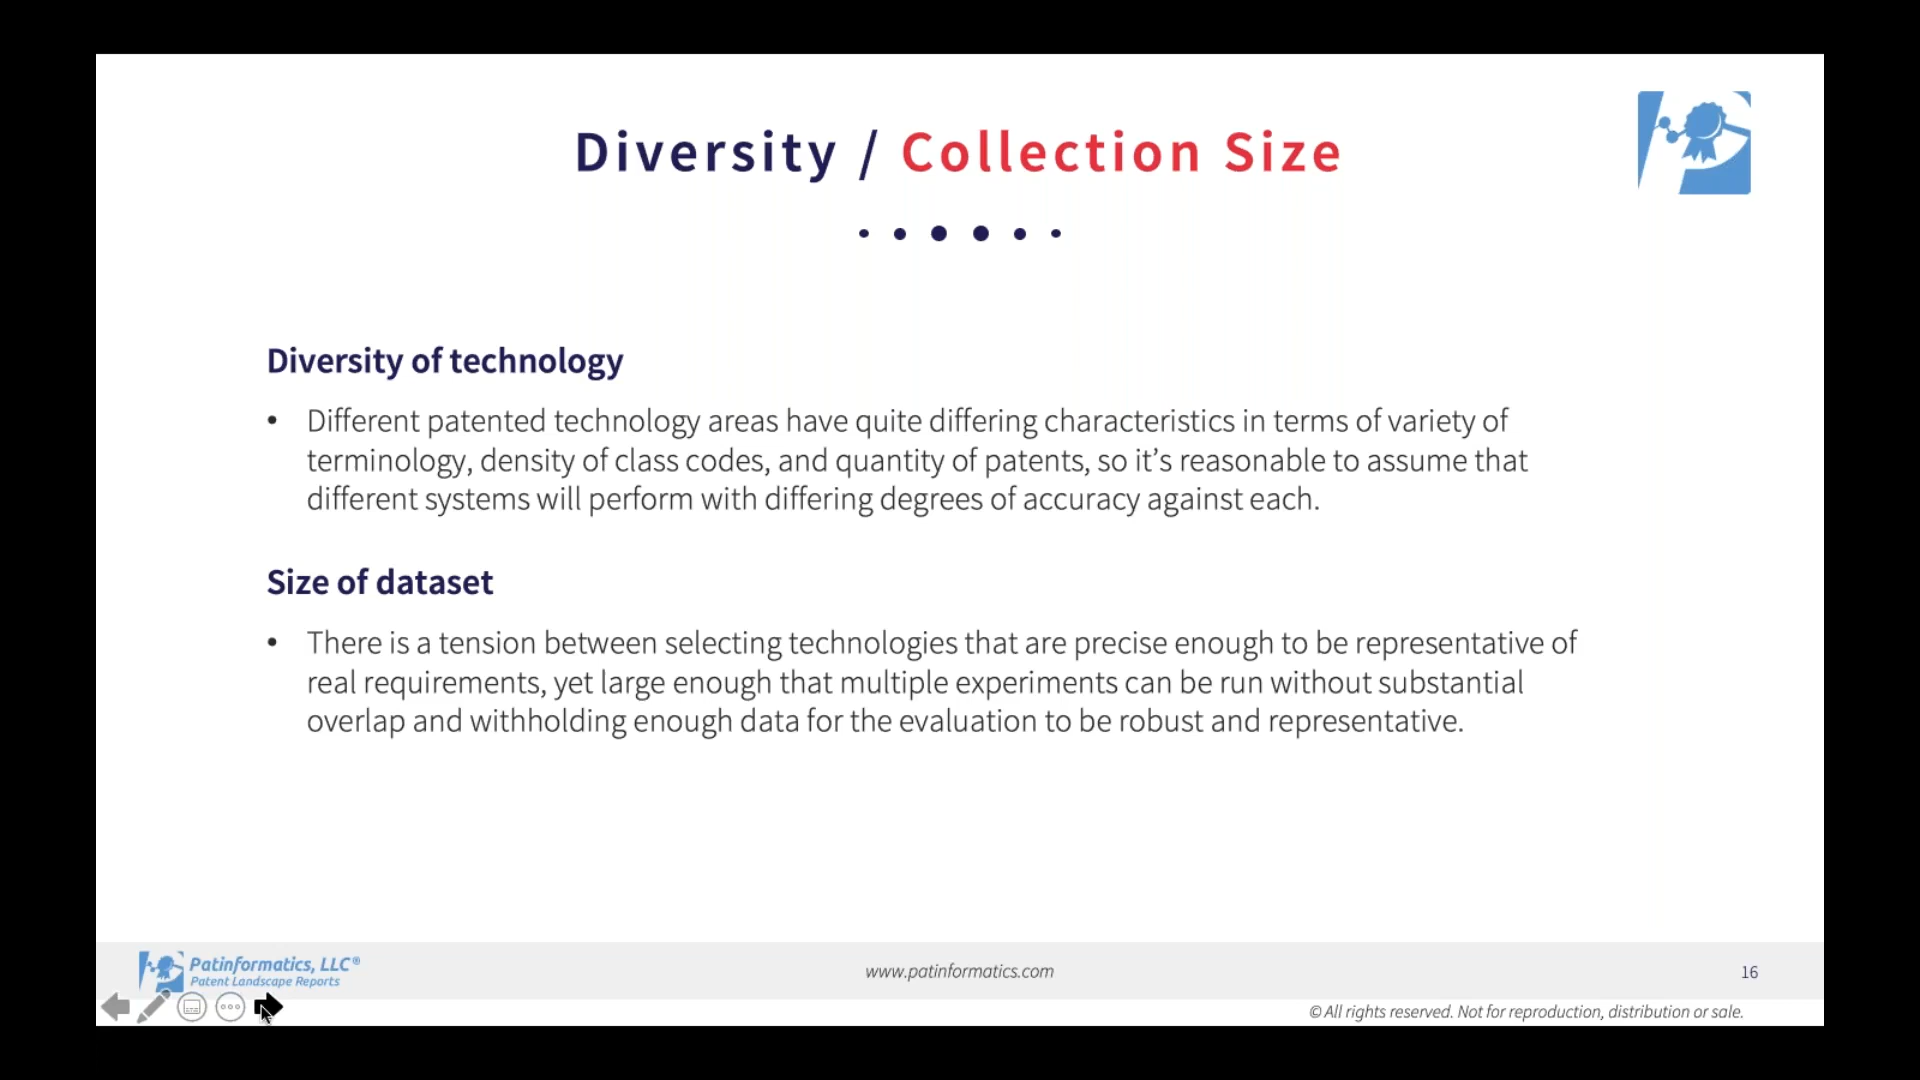 Diversity / Collection Size
Diversity of technology
• Different patented technology areas have quite differing characteristics in terms of variety of
terminology, density of class codes, and quantity of patents, so it’s reasonable to assume that
different systems will perform with differing degrees of accuracy against each.
Size of dataset
• There is a tension between selecting technologies that are precise enough to be representative of
real requirements, yet large enough that multiple experiments can be run without substantial
overlap and withholding enough data for the evaluation to be robust and representative.
Patinformatics, LLC®
Patent Landscape Reports
www.patinformatics.com
16
© All rights reserved. Not for reproduction, distribution or sale.